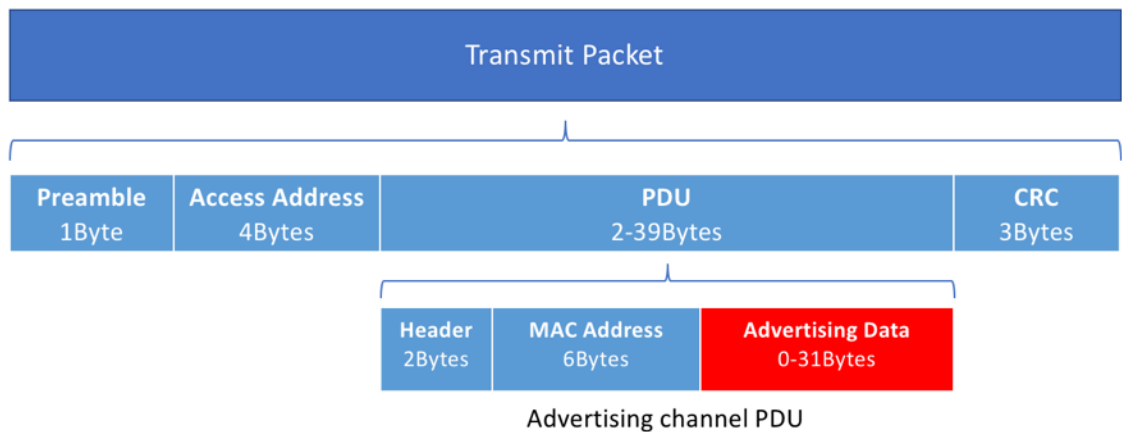 Transmit Packet
Preamble
1Byte
Access Address
4Bytes
PDU
2-39Bytes
CRC
3Bytes
Header
2Bytes
MAC Address
6Bytes
Advertising Data
0-31Bytes
Advertising channel PDU